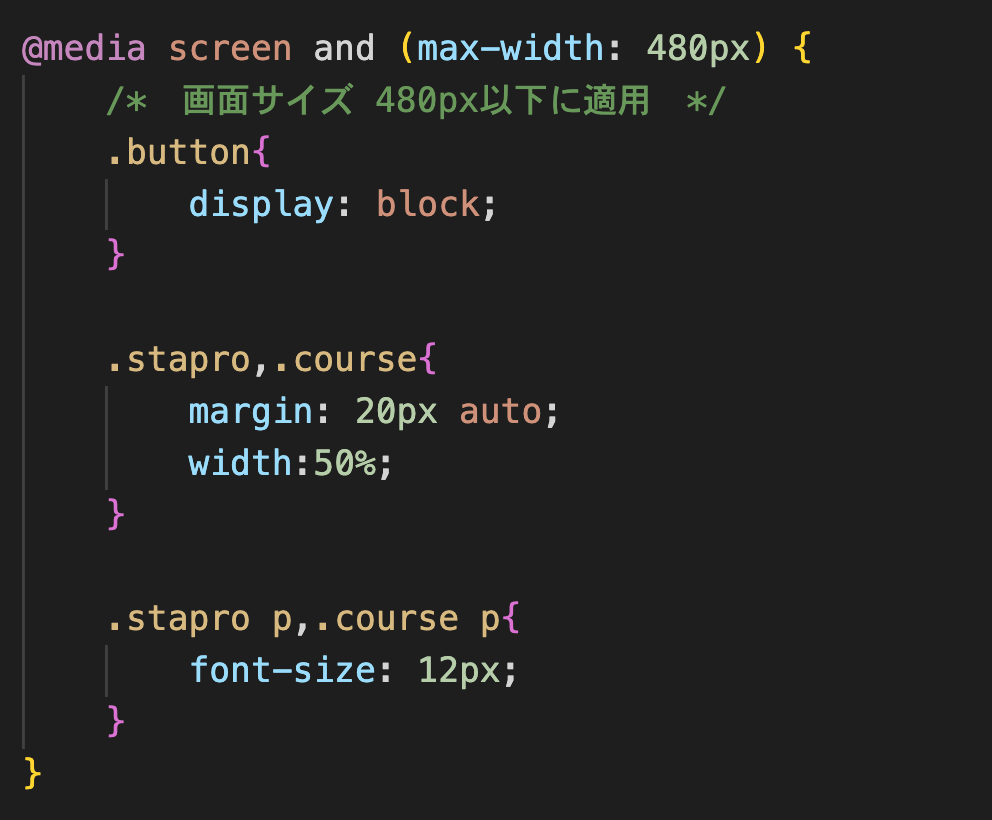 @media screen and (max-width: 480px) {
/* 画面サイズ 480px以下に適用 */
.button{
display: block;
}
.stapro,.course{
margin: 20px auto;
width:50%;
}
.stapro p,.course p{
font-size: 12px;
}
}